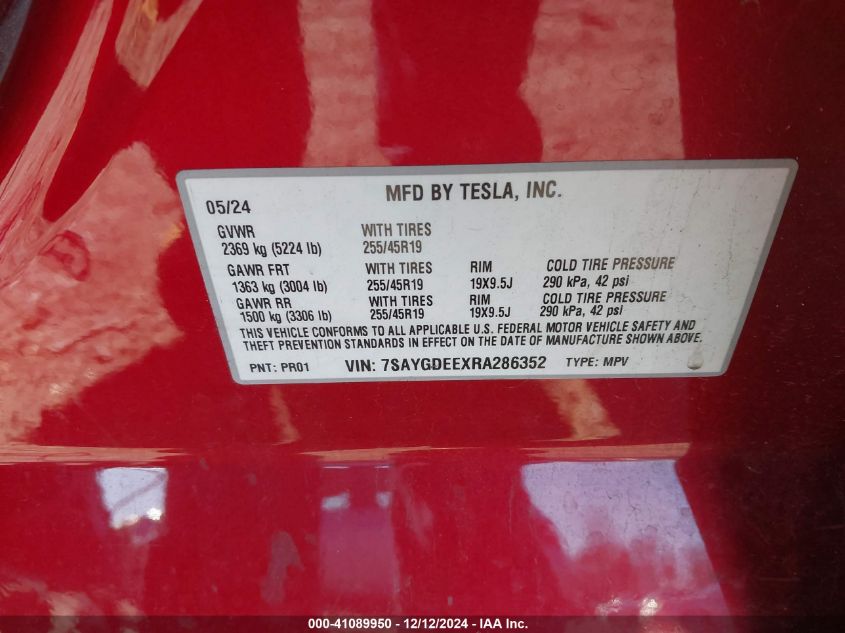 MFD BY TESLA, INC.
05/24
GVWR WITH TIRES
2369 kg (5224 lb) 255/45R19
GAWR FRT WITH TIRES RIM COLD TIRE PRESSURE
1363 kg (3004 lb) 255/45R19 19X9.5J 290 kPa, 42 psi
GAWR RR WITH TIRES RIM COLD TIRE PRESSURE
1500 kg (3306 lb) 255/45R19 19X9.5J 290 kPa, 42 psi
THIS VEHICLE CONFORMS TO ALL APPLICABLE U.S. FEDERAL MOTOR VEHICLE SAFETY AND
THEFT PREVENTION STANDARDS IN EFFECT ON THE DATE OF MANUFACTURE SHOWN ABOVE.
PNT: PR01 VIN: 7SAYGDEEXRA286352 TYPE: MPV
000-41089950 - 12/12/2024 - IAA Inc.